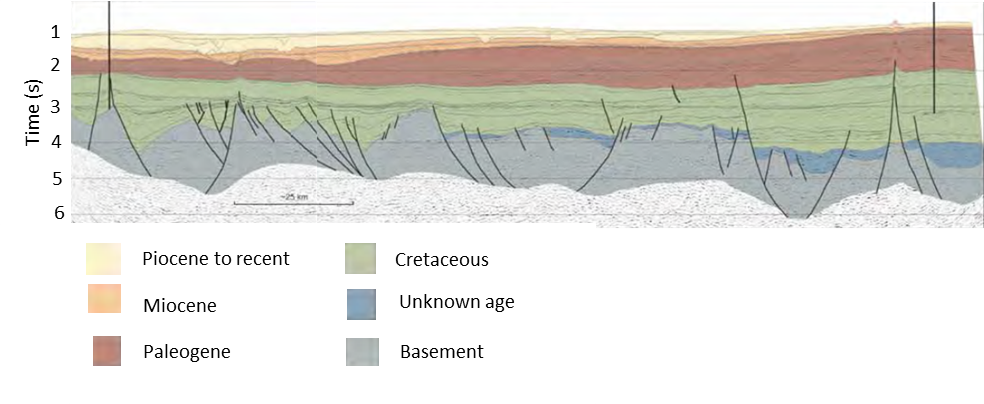 1
2
3
4
5
6
Time (s)
~25 km
Piocene to recent
Cretaceous
Miocene
Unknown age
Paleogene
Basement